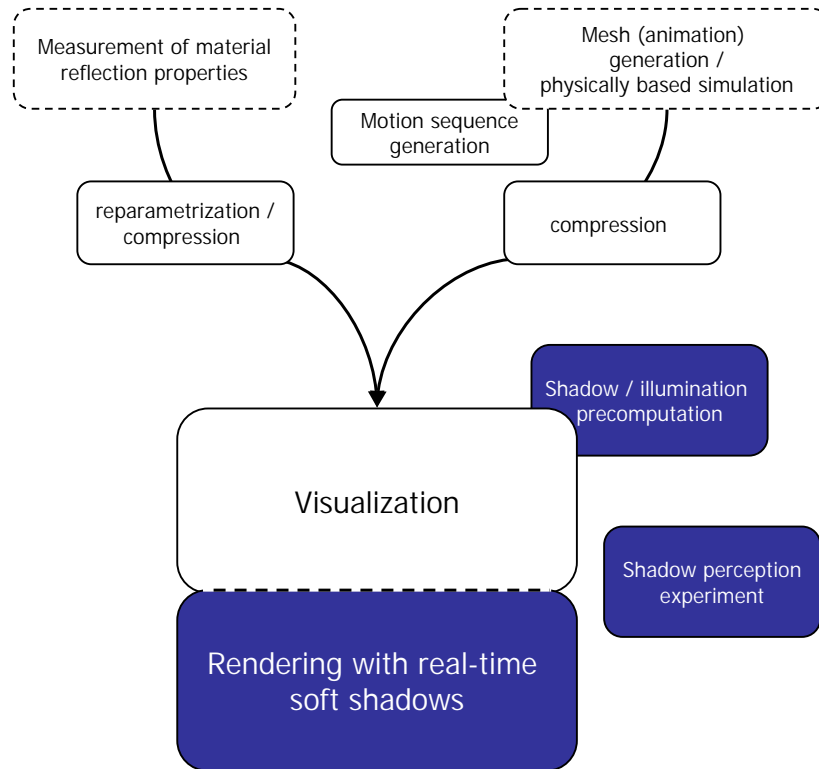 Measurement of material
reflection properties
Mesh (animation)
generation /
physically based simulation
Motion sequence
generation
reparametrization /
compression
compression
Shadow / illumination
precomputation
Visualization
Shadow perception
experiment
Rendering with real-time
soft shadows